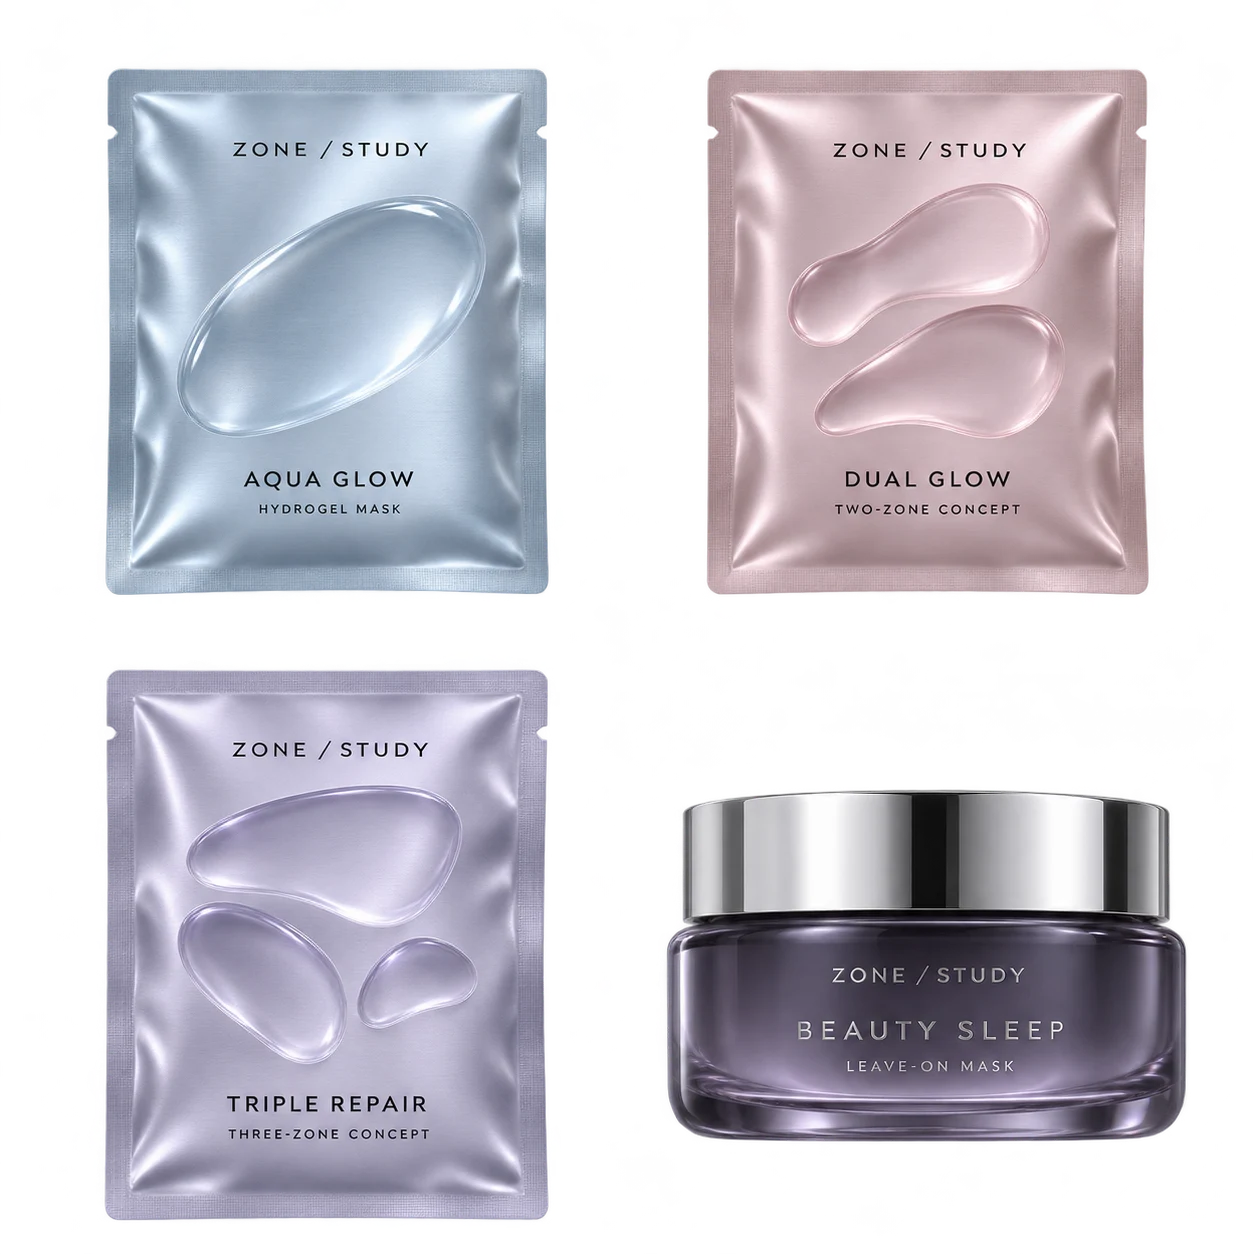 ZONE / STUDY
AQUA GLOW
HYDROGEL MASK
ZONE / STUDY
DUAL GLOW
TWO-ZONE CONCEPT
ZONE / STUDY
TRIPLE REPAIR
THREE-ZONE CONCEPT
ZONE / STUDY
BEAUTY SLEEP
LEAVE-ON MASK